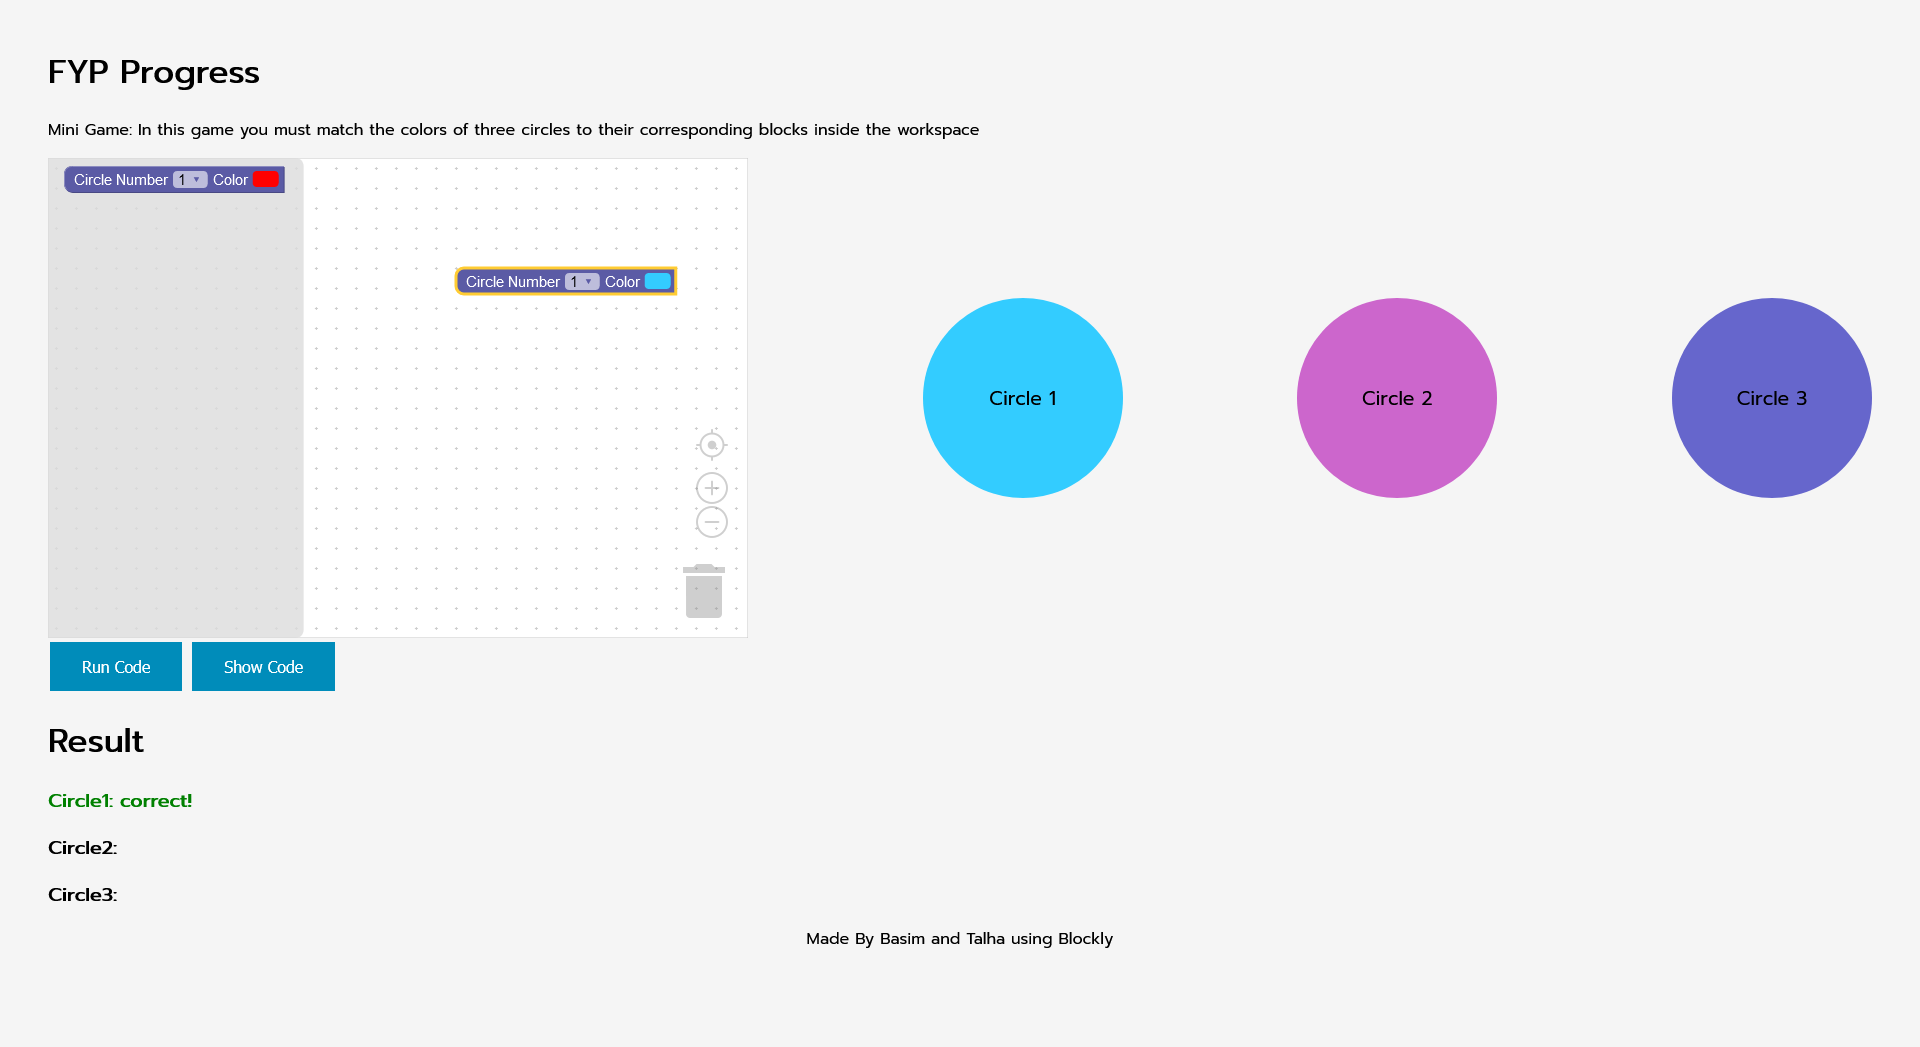 FYP Progress
Mini Game: In this game you must match the colors of three circles to their corresponding blocks inside the workspace
Circle Number 1 Color
Circle Number 1 Color
Circle 1
Circle 2
Circle 3
Run Code
Show Code
Result
Circle1: correct!
Circle2:
Circle3:
Made By Basim and Talha using Blockly